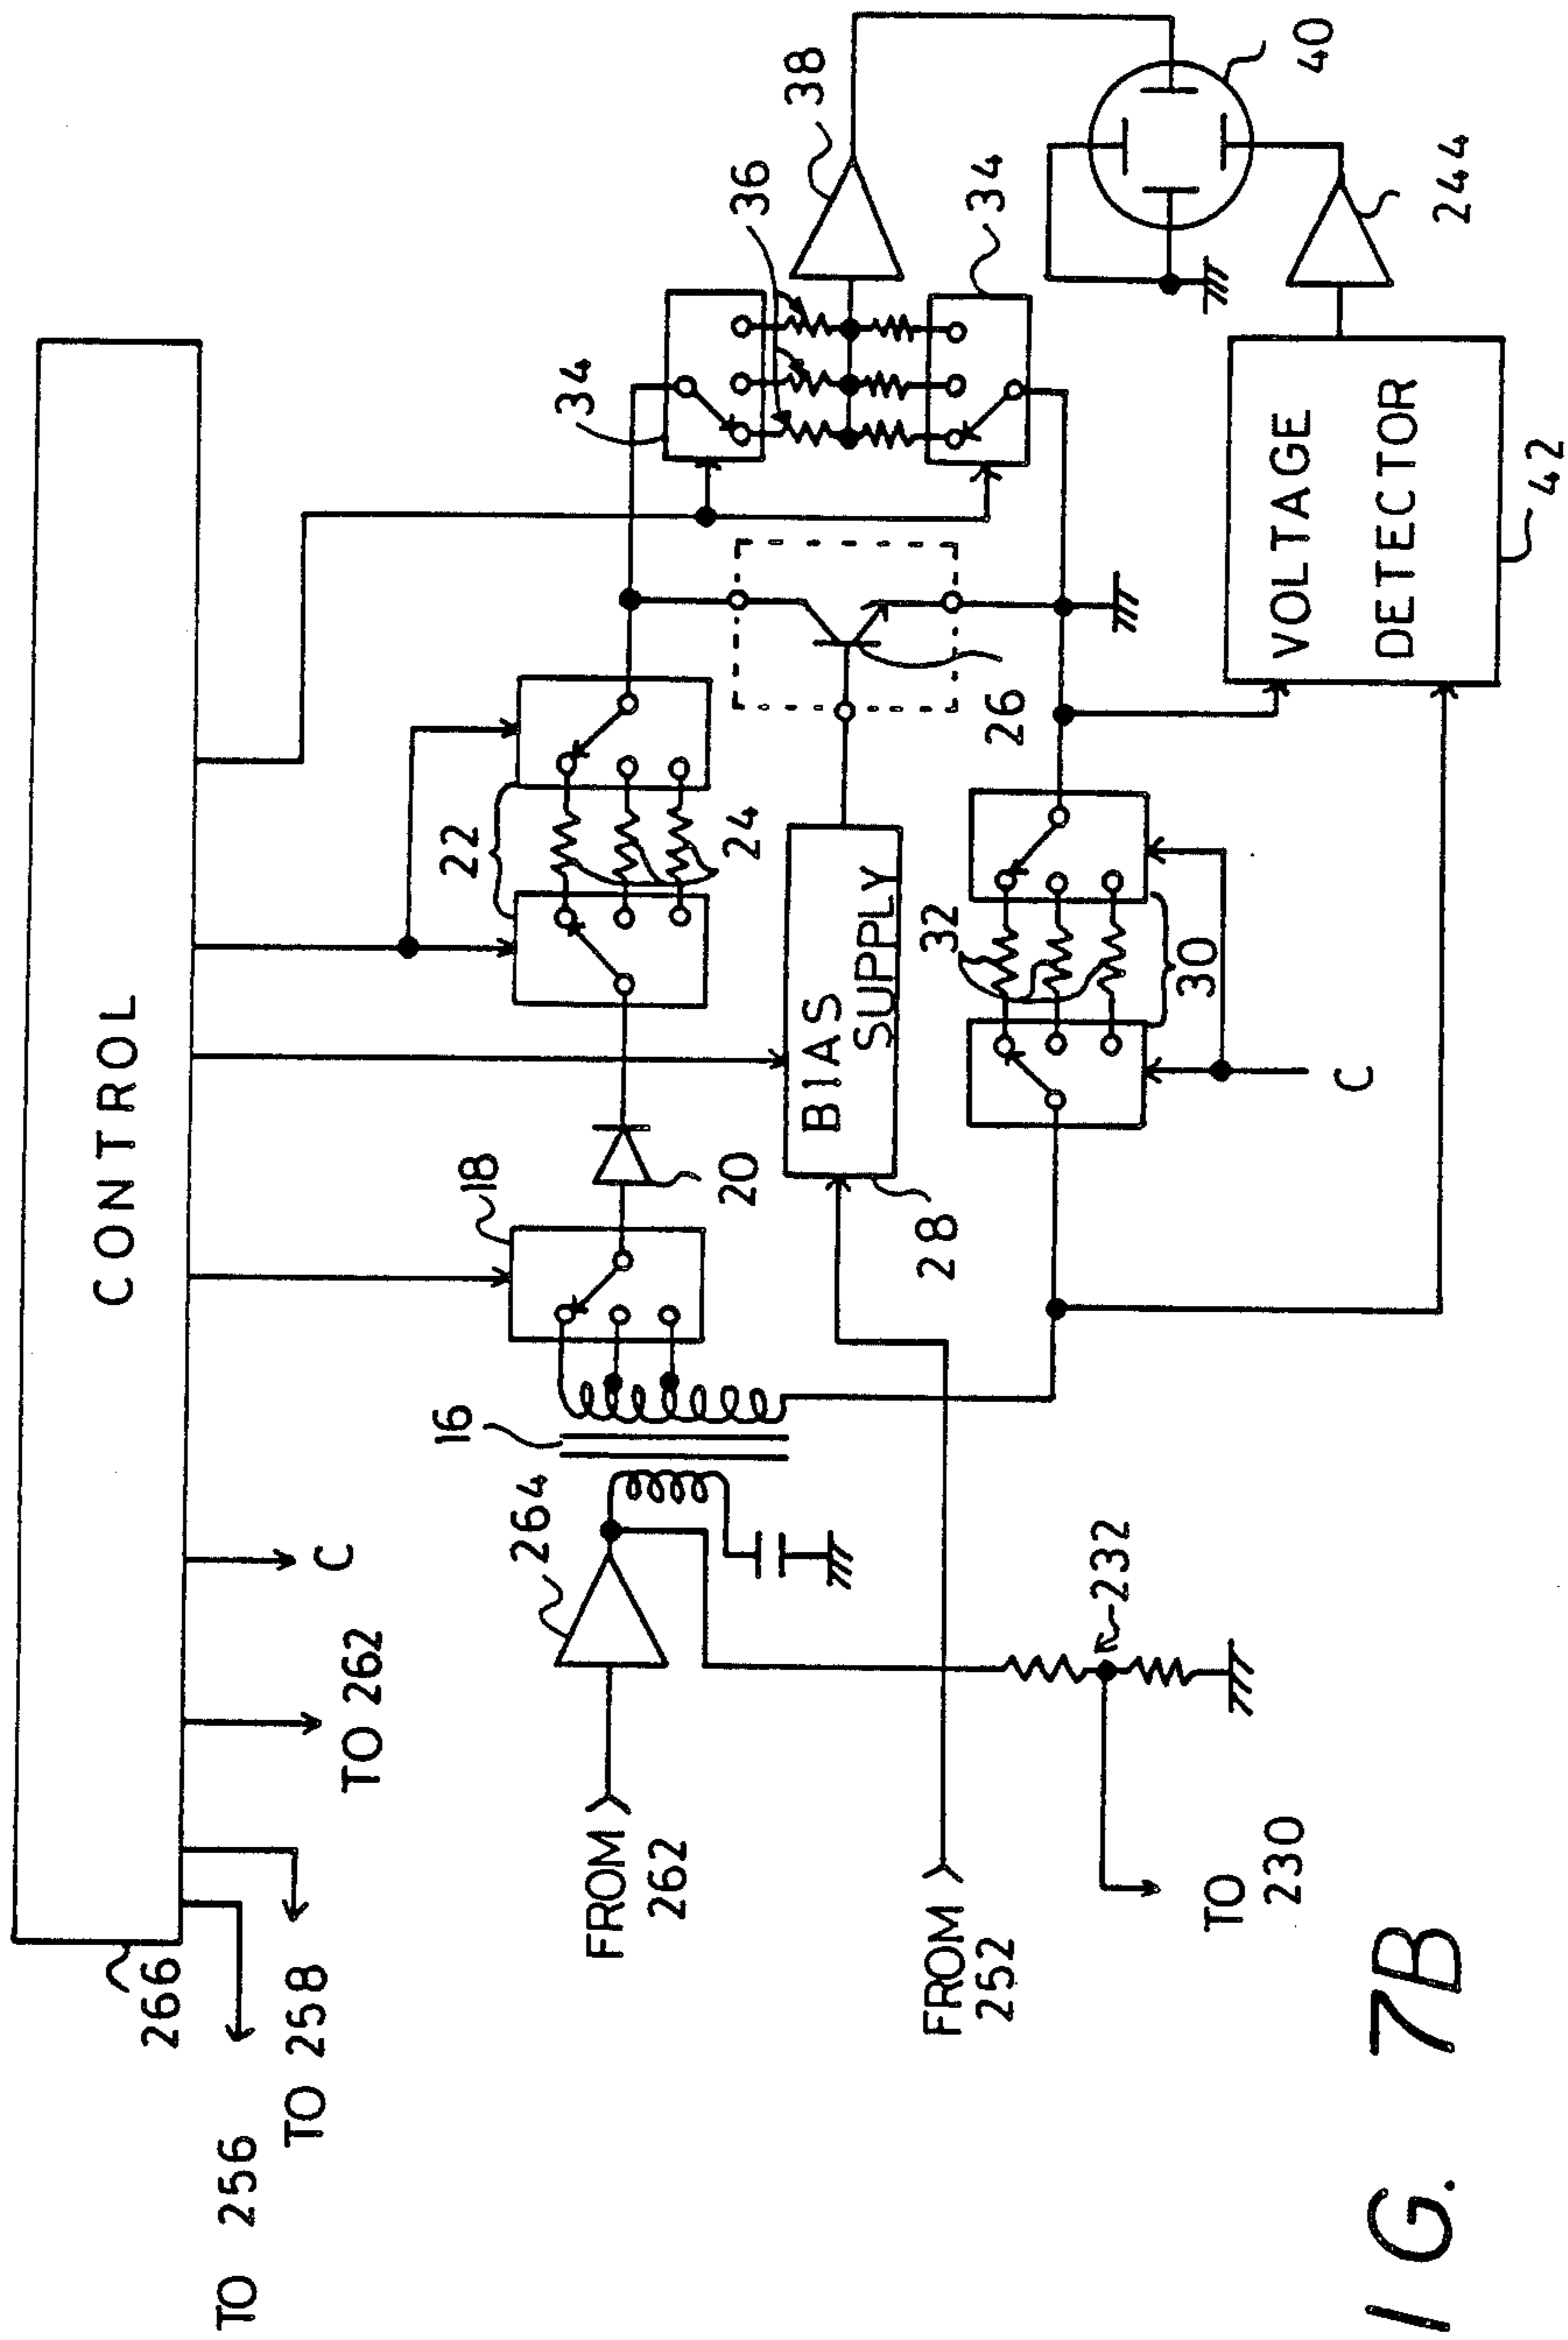 CONTROL
266
TO 256
TO 258
TO 262
C
18
22
24
34
36
38
16
264
20
FROM
262
BIAS
SUPPLY
28
26
34
40
FROM
252
232
TO
230
32
30
C
VOLTAGE
DETECTOR
42
244
IG. 7B